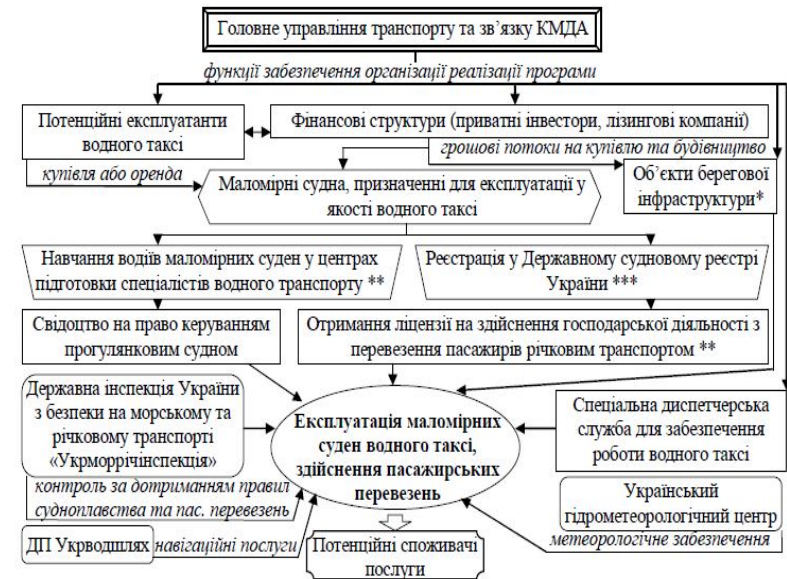 Головне управління транспорту та зв’язку КМДА
функції забезпечення організації реалізації програми
Потенційні експлуатанти
водного таксі
Фінансові структури (приватні інвестори, лізингові компанії)
грошові потоки на купівлю та будівництво
купівля або оренда
Маломірні судна, призначенні для експлуатації у
якості водного таксі
Об’єкти берегової
інфраструктури*
Навчання водіїв маломірних суден у центрах
підготовки спеціалістів водного транспорту **
Реєстрація у Державному судновому реєстрі
України ***
Свідоцтво на право керуванням
прогулянковим судном
Отримання ліцензії на здійснення господарської діяльності з
перевезення пасажирів річковим транспортом **
Державна інспекція України
з безпеки на морському та
річковому транспорті
«Укрморрічінспекція»
Експлуатація маломірних
суден водного таксі,
здійснення пасажирських
перевезень
Спеціальна диспетчерська
служба для забезпечення
роботи водного таксі
контроль за дотриманням правил
судноплавства та пас. перевезень
Український
гідрометеорологічний центр
метеорологічне забезпечення
ДП Укрводшлях
навігаційні послуги
Потенційні споживачі
послуги